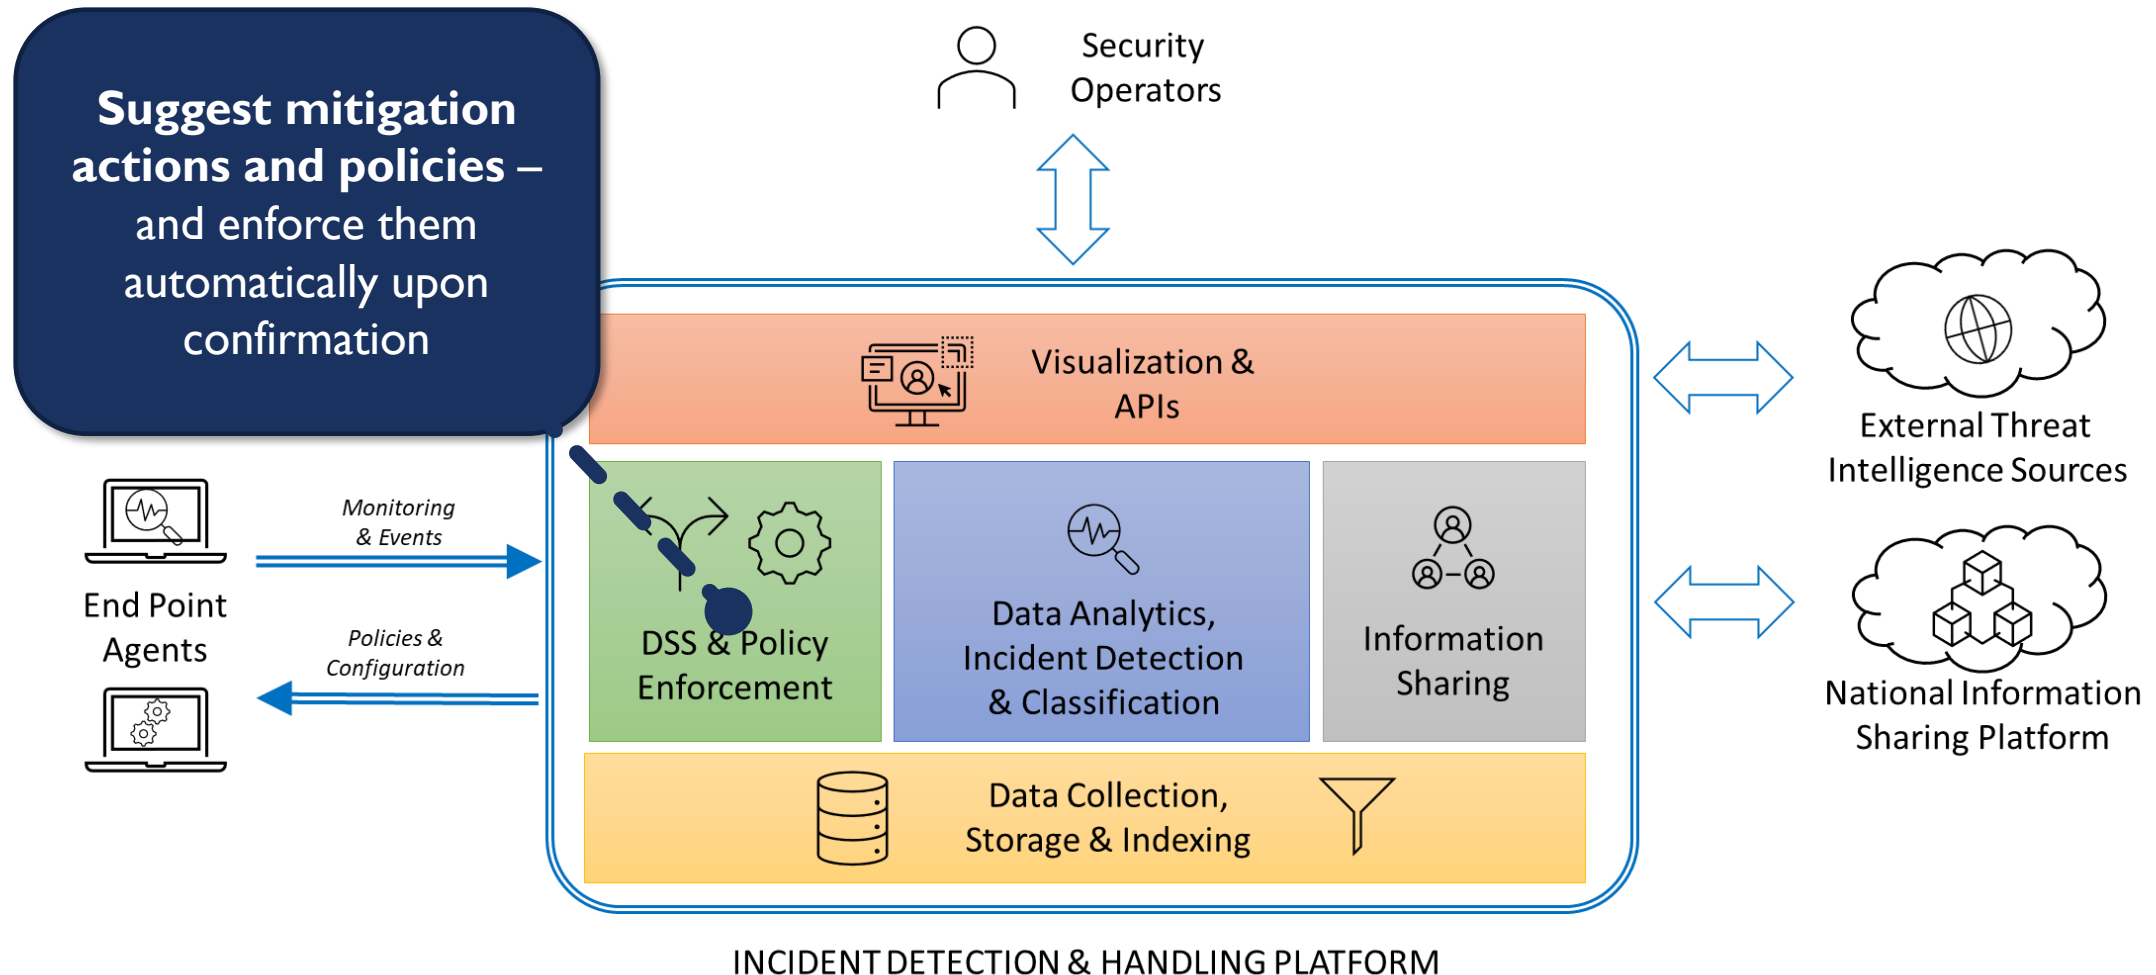 Suggest mitigation
actions and policies –
and enforce them
automatically upon
confirmation
Security
Operators
Visualization &
APIs
External Threat
Intelligence Sources
Monitoring
& Events
End Point
Agents
Policies &
Configuration
DSS & Policy
Enforcement
Data Analytics,
Incident Detection
& Classification
Information
Sharing
National Information
Sharing Platform
Data Collection,
Storage & Indexing
INCIDENT DETECTION & HANDLING PLATFORM